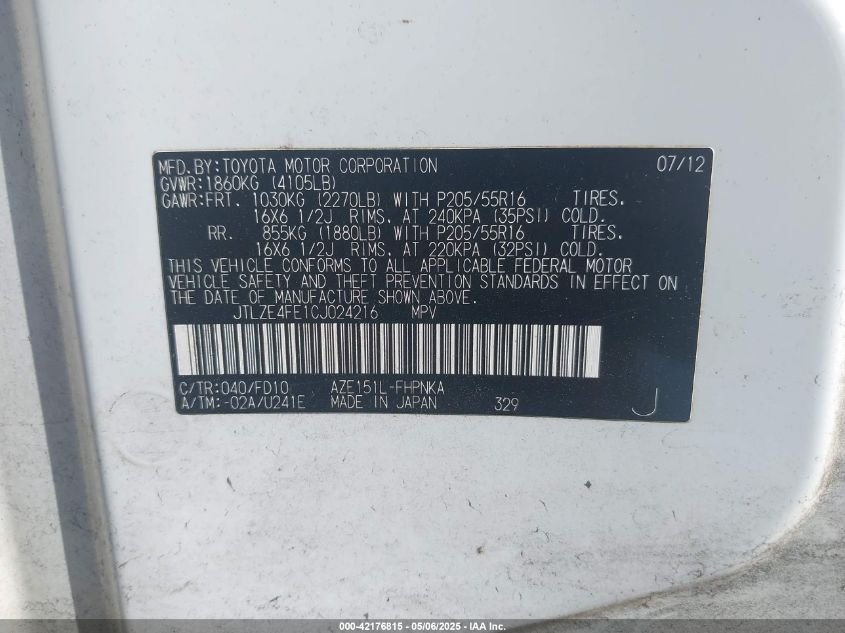 MFD.BY:TOYOTA MOTOR CORPORATION 07/12
GVWR:1860KG (4105LB)
GAWR:FRT. 1030KG (2270LB) WITH P205/55R16 TIRES.
16X6 1/2J RIMS. AT 240KPA (35PSI) COLD.
RR. 855KG (1880LB) WITH P205/55R16 TIRES.
16X6 1/2J RIMS. AT 220KPA (32PSI) COLD.
THIS VEHICLE CONFORMS TO ALL APPLICABLE FEDERAL MOTOR
VEHICLE SAFETY AND THEFT PREVENTION STANDARDS IN EFFECT ON
THE DATE OF MANUFACTURE SHOWN ABOVE.
JTLZE4FE1CJ024216 MPV
C/TR:040/FD10 AZE151L-FHPNKA
A/TM:-02A/U241E MADE IN JAPAN 329 J
000-42176815 - 05/06/2025 - IAA Inc.